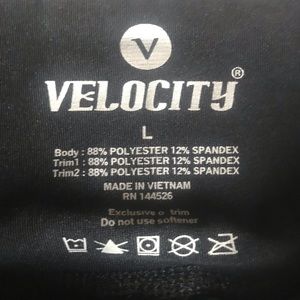 V
VELOCITY®
L
Body : 88% POLYESTER 12% SPANDEX
Trim1 : 88% POLYESTER 12% SPANDEX
Trim2 : 88% POLYESTER 12% SPANDEX
MADE IN VIETNAM
RN 144526
Exclusive o trim
Do not use softener